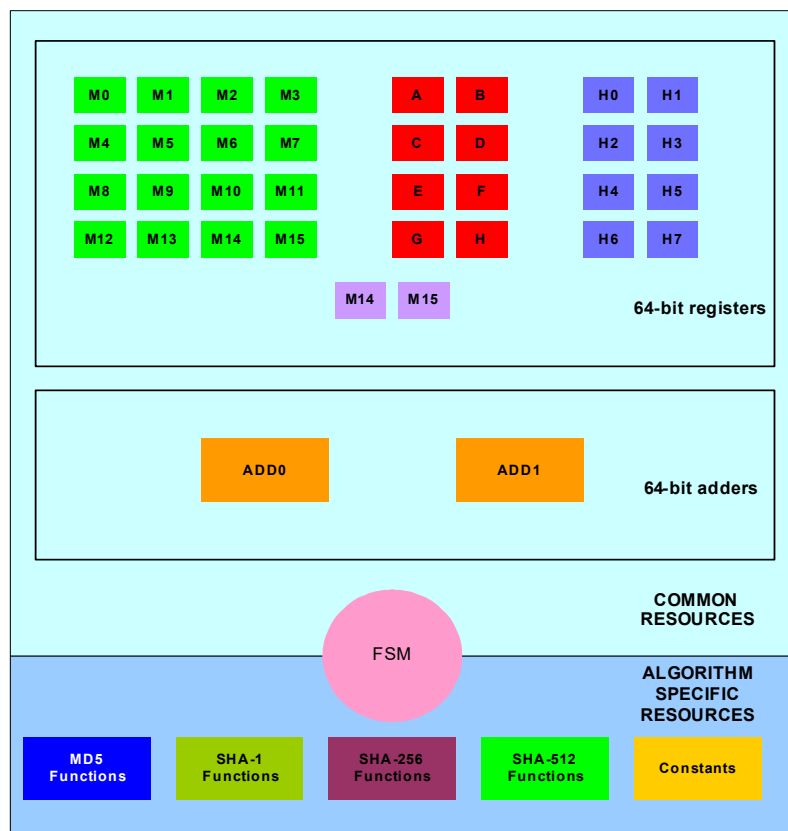 M0 M1 M2 M3 A B H0 H1
M4 M5 M6 M7 C D H2 H3
M8 M9 M10 M11 E F H4 H5
M12 M13 M14 M15 G H H6 H7
M14 M15
64-bit registers
ADD0 ADD1
64-bit adders
COMMON
RESOURCES
FSM
ALGORITHM
SPECIFIC
RESOURCES
MD5
Functions
SHA-1
Functions
SHA-256
Functions
SHA-512
Functions
Constants